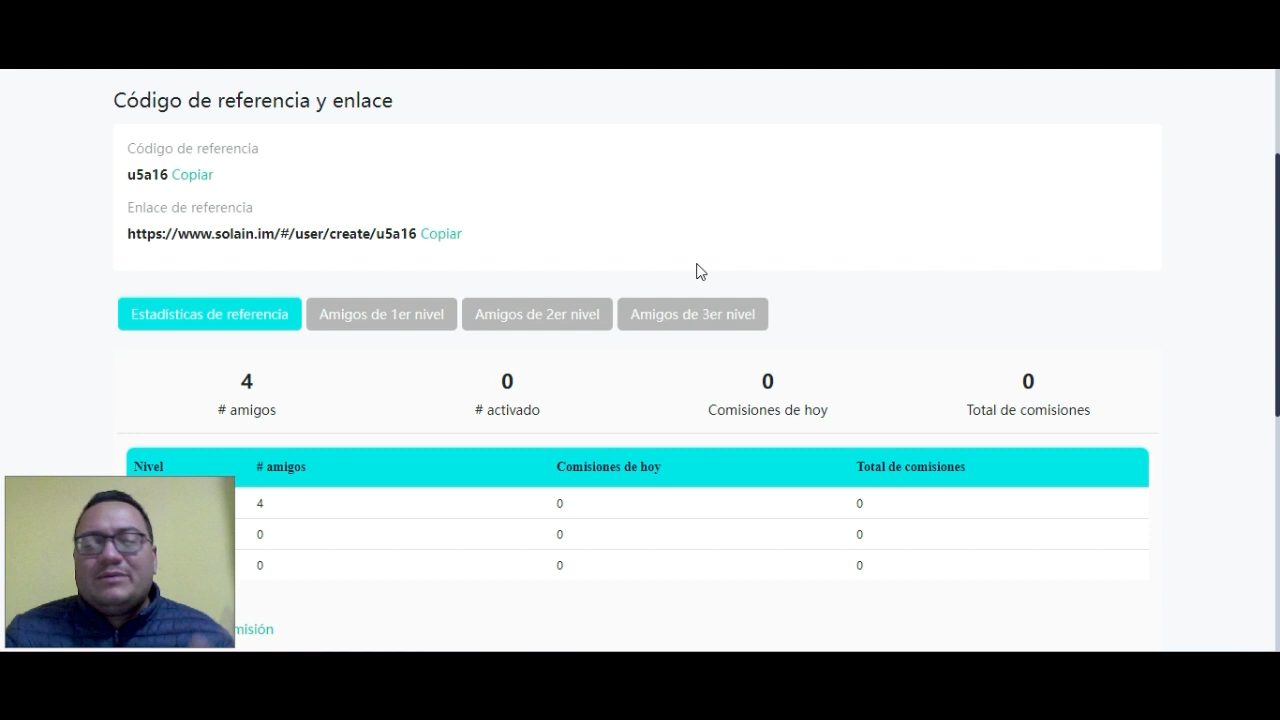 Código de referencia y enlace
Código de referencia
u5a16 Copiar
Enlace de referencia
https://www.solain.im/#/user/create/u5a16 Copiar
Estadísticas de referencia Amigos de 1er nivel Amigos de 2er nivel Amigos de 3er nivel
4 0 0 0
# amigos # activado Comisiones de hoy Total de comisiones
Nivel # amigos Comisiones de hoy Total de comisiones
4 0 0
0 0 0
0 0 0
misión